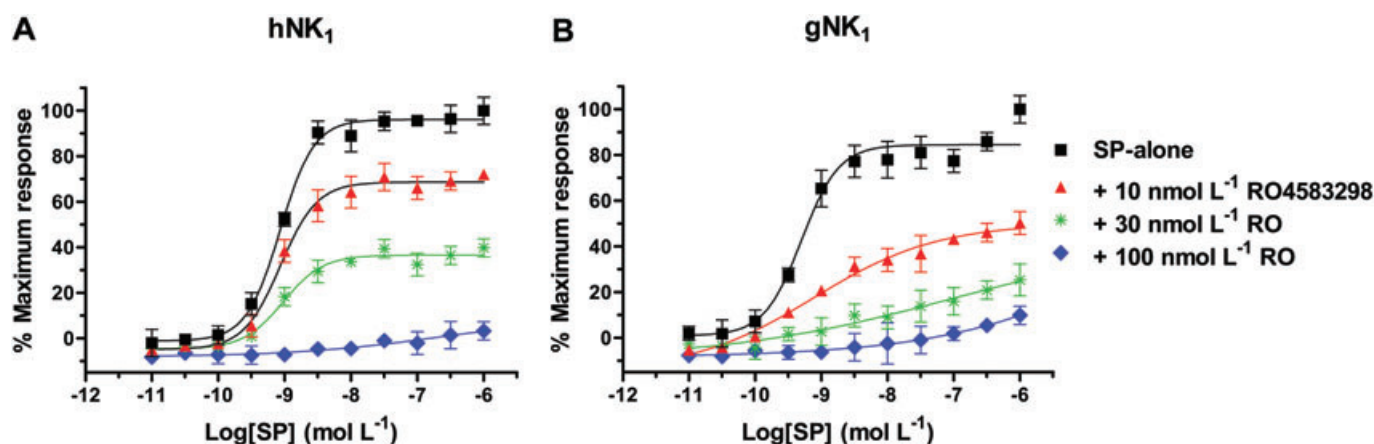 A
hNK₁
% Maximum response
100
80
60
40
20
0
-12 -11 -10 -9 -8 -7 -6
Log[SP] (mol L⁻¹)
B
gNK₁
% Maximum response
100
80
60
40
20
0
-12 -11 -10 -9 -8 -7 -6
Log[SP] (mol L⁻¹)
SP-alone
+ 10 nmol L⁻¹ RO4583298
+ 30 nmol L⁻¹ RO
+ 100 nmol L⁻¹ RO